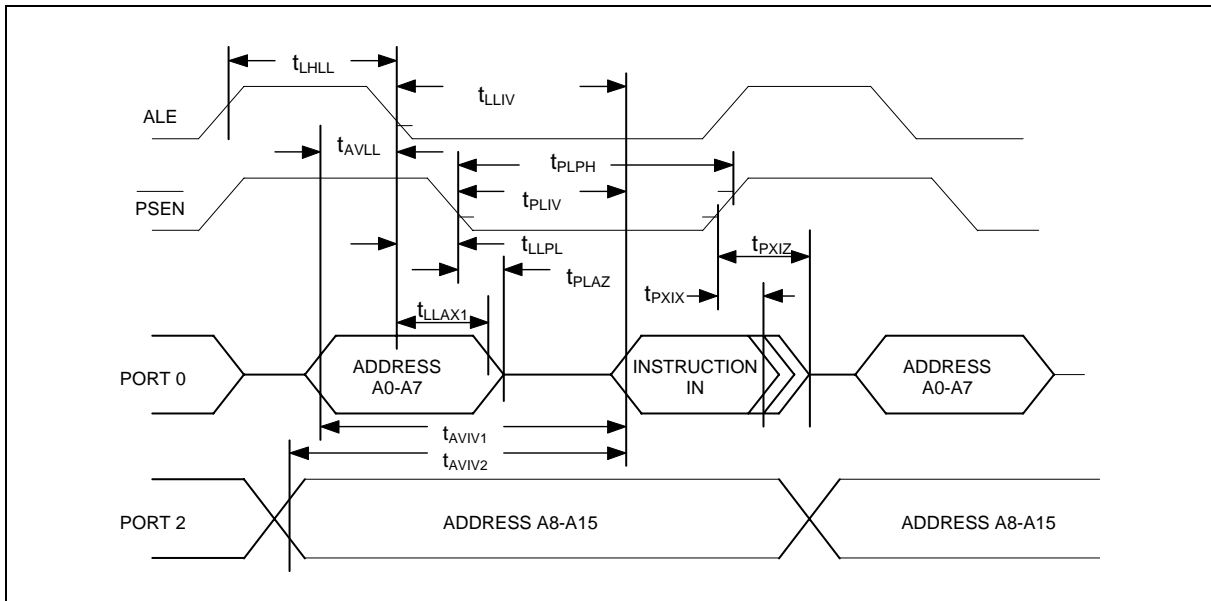 tLHLL
tLLIV
ALE
tAVLL
tPLPH
PSEN
tPLIV
tLLPL
tPXIZ
tPLAZ
tPXIX
tLLAX1
PORT 0
ADDRESS
A0-A7
INSTRUCTION
IN
ADDRESS
A0-A7
tAVIV1
tAVIV2
PORT 2
ADDRESS A8-A15
ADDRESS A8-A15